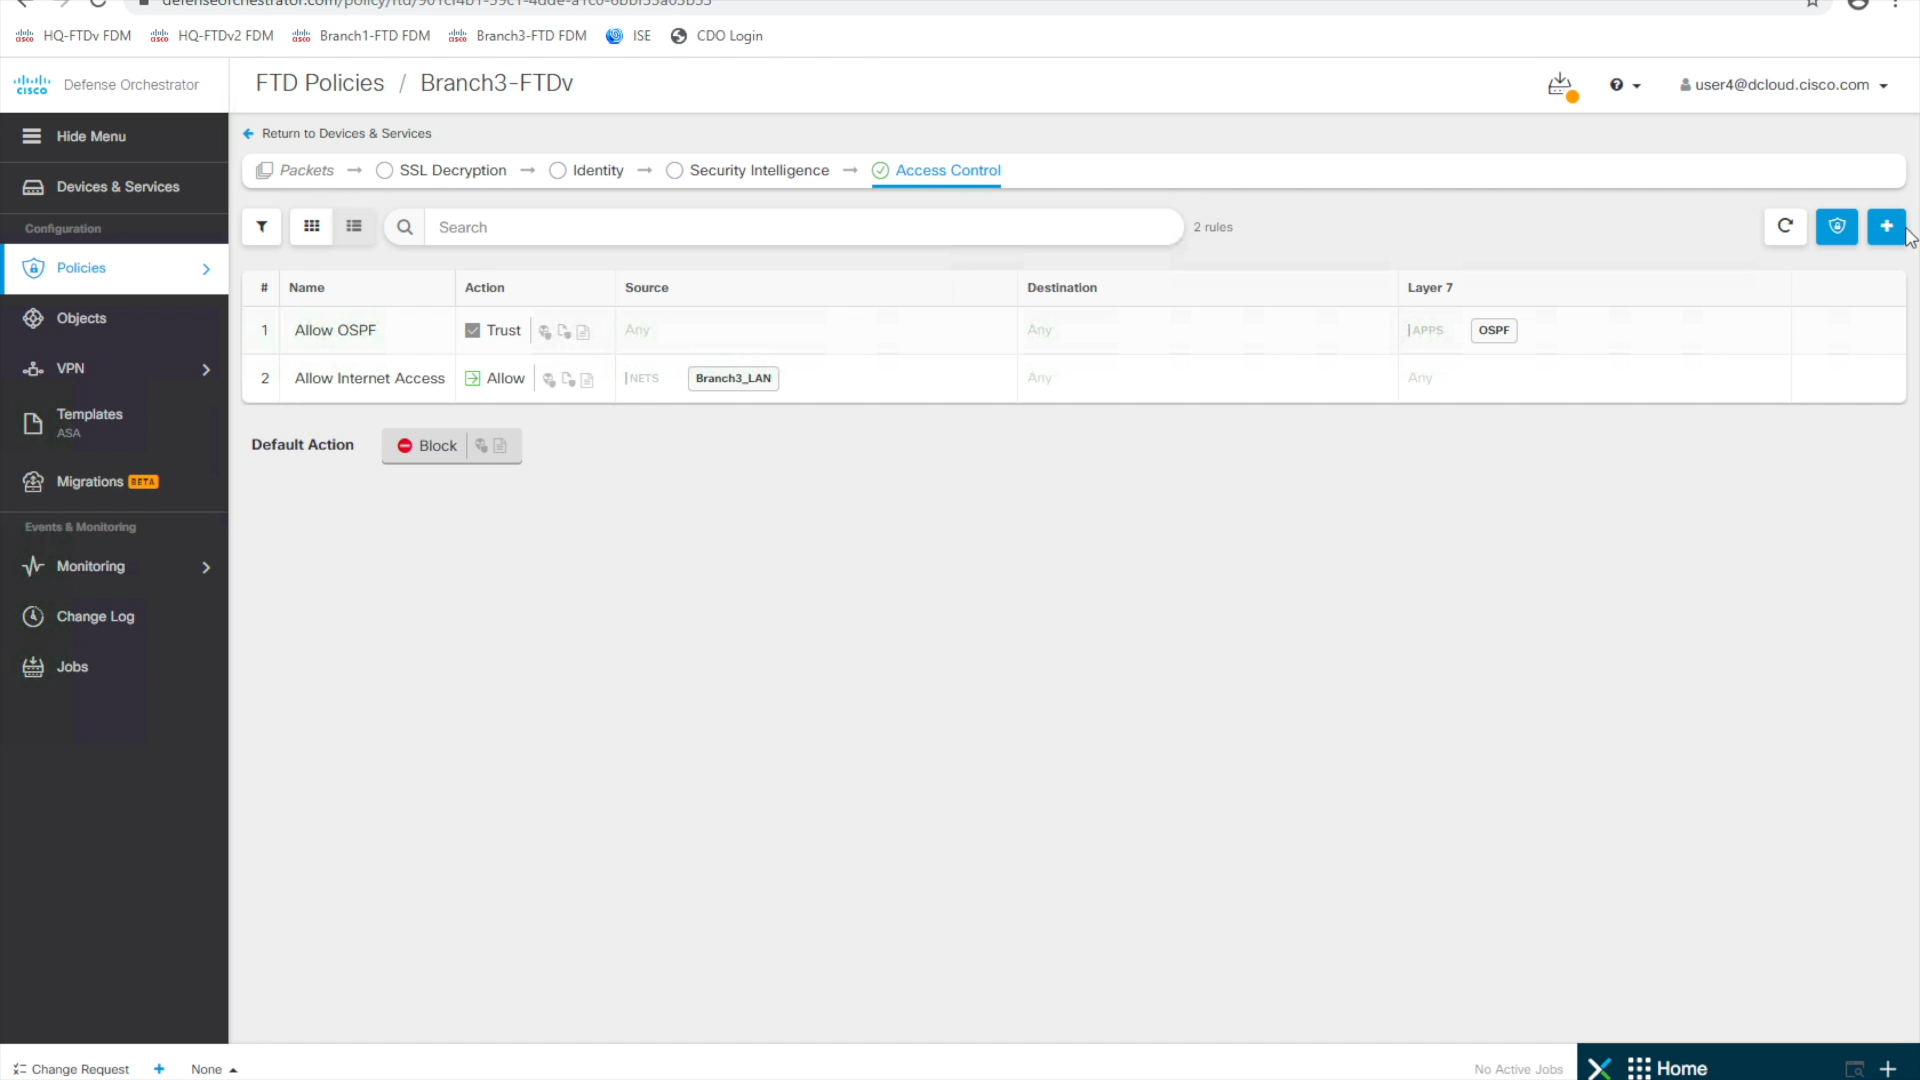 HQ-FTDv FDM
HQ-FTDv2 FDM
Branch1-FTD FDM
Branch3-FTD FDM
ISE
CDO Login
cisco
Defense Orchestrator
FTD Policies / Branch3-FTDv
user4@dcloud.cisco.com
Hide Menu
Return to Devices & Services
Packets → SSL Decryption → Identity → Security Intelligence → Access Control
Devices & Services
Configuration
Search
2 rules
Policies
# Name Action Source Destination Layer 7
Objects
1 Allow OSPF Trust Any Any APPS OSPF
VPN
2 Allow Internet Access Allow NETS Branch3_LAN Any Any
Templates
ASA
Default Action Block
Migrations BETA
Events & Monitoring
Monitoring
Change Log
Jobs
Change Request + None
No Active Jobs
Home